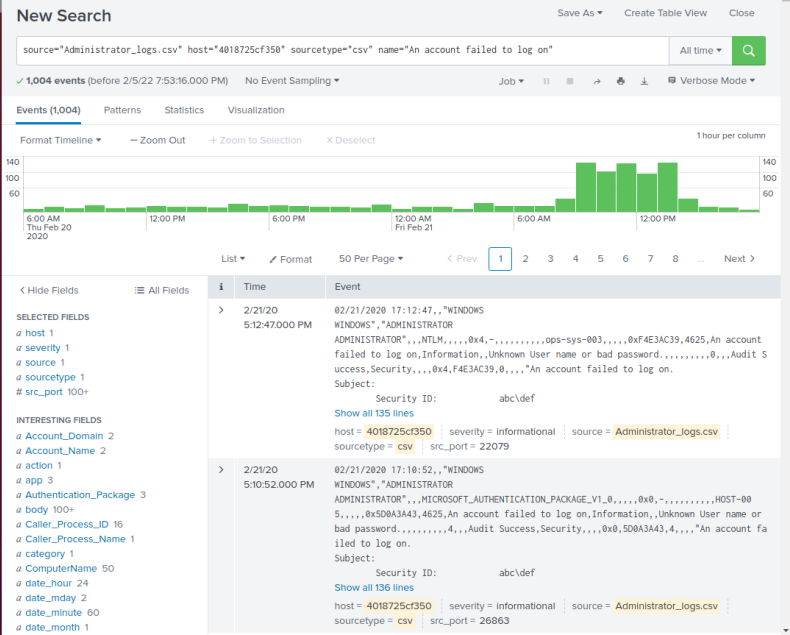 New Search
Save As ▾ Create Table View Close
source="Administrator_logs.csv" host="4018725cf350" sourcetype="csv" name="An account failed to log on"
All time ▾
✓ 1,004 events (before 2/5/22 7:53:16.000 PM) No Event Sampling ▾
Job ▾ Verbose Mode ▾
Events (1,004) Patterns Statistics Visualization
Format Timeline ▾ — Zoom Out + Zoom to Selection × Deselect
1 hour per column
140 140
100 100
60 60
6:00 AM 12:00 PM 6:00 PM 12:00 AM 6:00 AM 12:00 PM
Thu Feb 20 Fri Feb 21
2020
List ▾ Format 50 Per Page ▾ < Prev 1 2 3 4 5 6 7 8 ... Next >
< Hide Fields All Fields
SELECTED FIELDS
a host 1
a severity 1
a source 1
a sourcetype 1
# src_port 100+
INTERESTING FIELDS
a Account_Domain 2
a Account_Name 2
a action 1
a app 3
a Authentication_Package 3
a body 100+
a Caller_Process_ID 16
a Caller_Process_Name 1
a category 1
a ComputerName 50
# date_hour 24
# date_mday 2
# date_minute 60
a date_month 1
i Time Event
> 2/21/20
5:12:47.000 PM
02/21/2020 17:12:47,,"WINDOWS
WINDOWS","ADMINISTRATOR
ADMINISTRATOR",,,NTLM,,,,,0x4,-,,,,,,,,,,ops-sys-003,,,,,0xF4E3AC39,4625,An account
failed to log on,Information,,Unknown User name or bad password.,,,,,,,,,0,,,Audit S
uccess,Security,,,,0x4,F4E3AC39,0,,,,"An account failed to log on.
Subject:
Security ID: abc\def
Show all 135 lines
host = 4018725cf350 severity = informational source = Administrator_logs.csv
sourcetype = csv src_port = 22079
> 2/21/20
5:10:52.000 PM
02/21/2020 17:10:52,,"WINDOWS
WINDOWS","ADMINISTRATOR
ADMINISTRATOR",,,MICROSOFT_AUTHENTICATION_PACKAGE_V1_0,,,,,0x0,-,,,,,,,,,,HOST-00
5,,,,,0x5D0A3A43,4625,An account failed to log on,Information,,Unknown User name or
bad password.,,,,,,,,,4,,,Audit Success,Security,,,,0x0,5D0A3A43,4,,,,"An account fa
iled to log on.
Subject:
Security ID: abc\def
Show all 136 lines
host = 4018725cf350 severity = informational source = Administrator_logs.csv
sourcetype = csv src_port = 26863